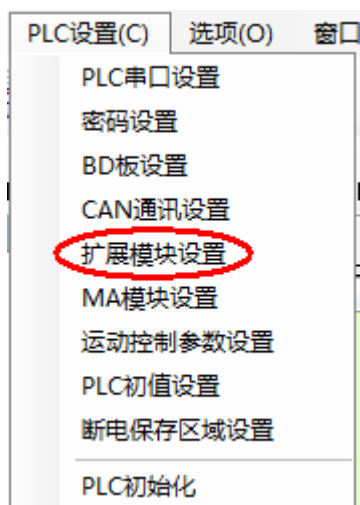 PLC设置(C) 选项(O) 窗口
PLC串口设置
密码设置
BD板设置
CAN通讯设置
扩展模块设置
MA模块设置
运动控制参数设置
PLC初值设置
断电保存区域设置
PLC初始化